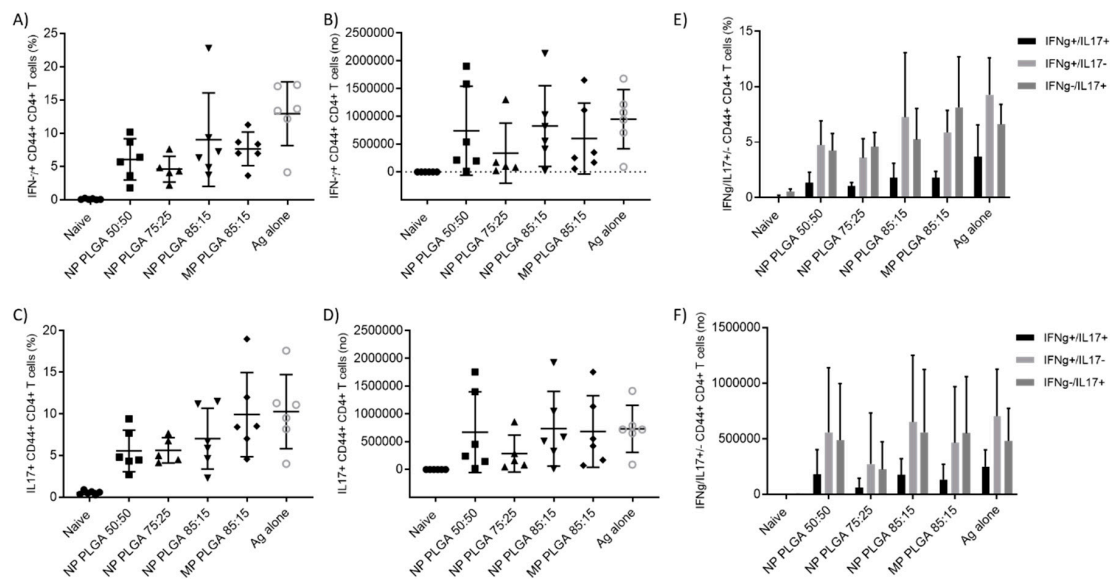 A)
IFN-γ+ CD44+ CD4+ T cells (%)
25
20
15
10
5
0
Naive
NP PLGA 50:50
NP PLGA 75:25
NP PLGA 85:15
MP PLGA 85:15
Ag alone
B)
IFN-γ+ CD44+ CD4+ T cells (no)
2500000
2000000
1500000
1000000
500000
0
Naive
NP PLGA 50:50
NP PLGA 75:25
NP PLGA 85:15
MP PLGA 85:15
Ag alone
E)
IFNg/IL17+/- CD44+ CD4+ T cells (%)
15
10
5
0
Naive
NP PLGA 50:50
NP PLGA 75:25
NP PLGA 85:15
MP PLGA 85:15
Ag alone
IFNg+/IL17+
IFNg+/IL17-
IFNg-/IL17+
C)
IL17+ CD44+ CD4+ T cells (%)
20
15
10
5
0
Naive
NP PLGA 50:50
NP PLGA 75:25
NP PLGA 85:15
MP PLGA 85:15
Ag alone
D)
IL17+ CD44+ CD4+ T cells (no)
2500000
2000000
1500000
1000000
500000
0
Naive
NP PLGA 50:50
NP PLGA 75:25
NP PLGA 85:15
MP PLGA 85:15
Ag alone
F)
IFNg/IL17+/- CD44+ CD4+ T cells (no)
1500000
1000000
500000
0
Naive
NP PLGA 50:50
NP PLGA 75:25
NP PLGA 85:15
MP PLGA 85:15
Ag alone
IFNg+/IL17+
IFNg+/IL17-
IFNg-/IL17+